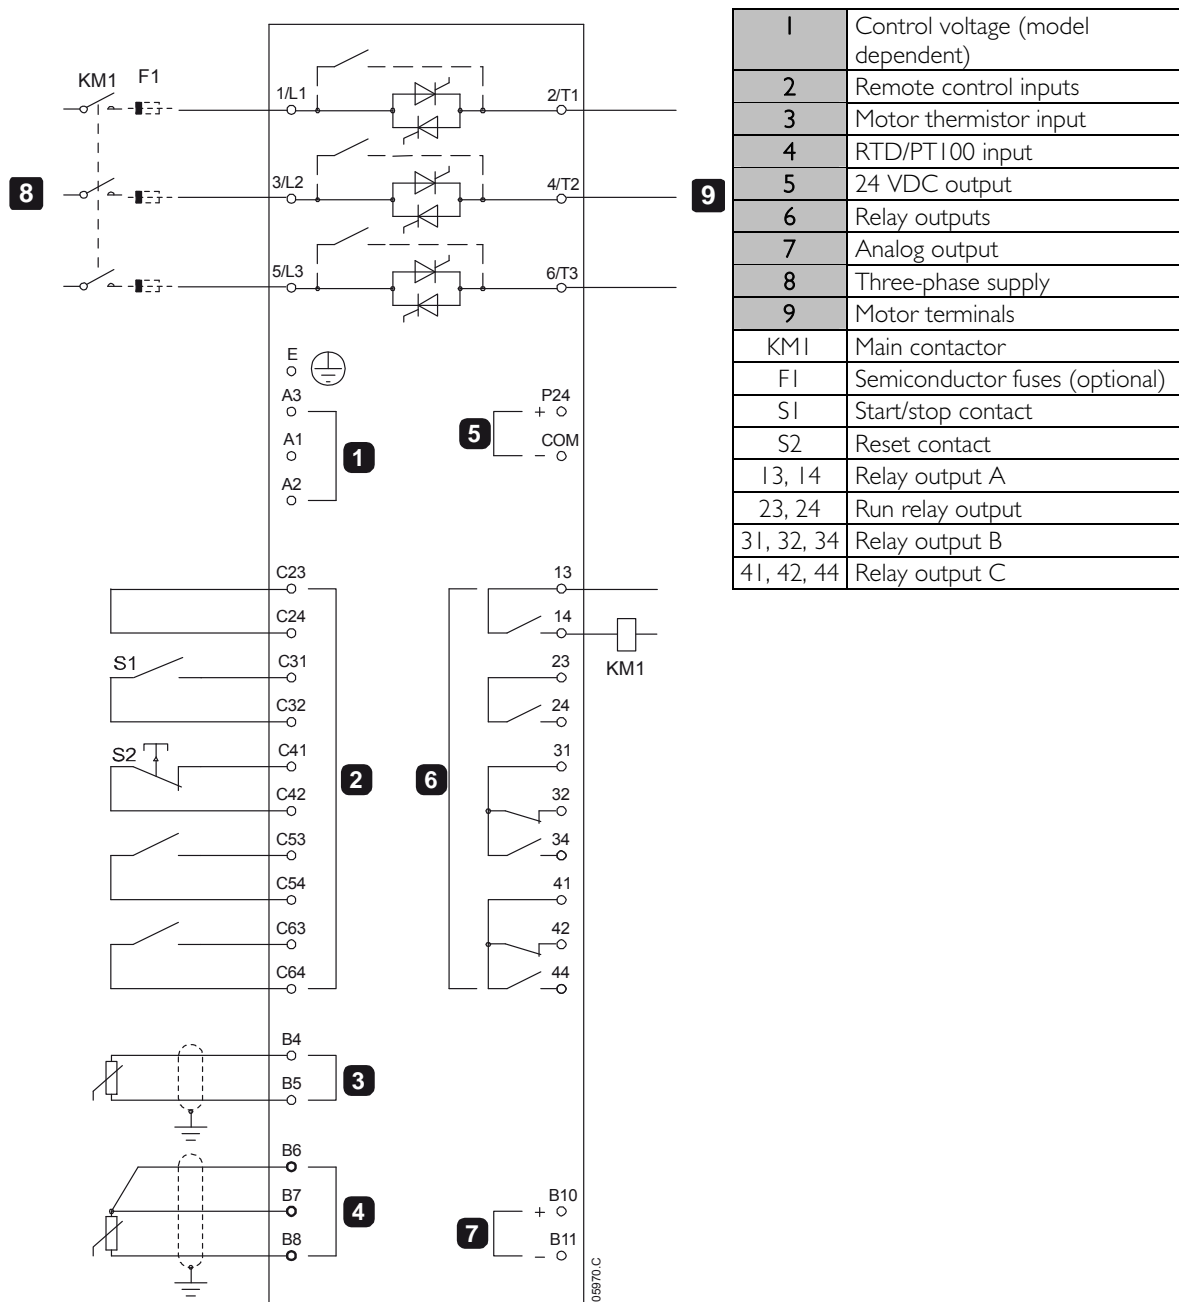 KM1 F1
1/L1 2/T1
8
3/L2 4/T2
9
5/L3 6/T3
E
A3 P24
+
A1 5 COM
1 −
A2
C23 13
C24 14
S1 C31 23 KM1
C32 24
S2 C41 31
2 6
C42 32
C53 34
C54 41
C63 42
C64 44
B4
3
B5
B6
B7 B10
4 +
7
B8 B11
−
05970.C
1 Control voltage (model
dependent)
2 Remote control inputs
3 Motor thermistor input
4 RTD/PT100 input
5 24 VDC output
6 Relay outputs
7 Analog output
8 Three-phase supply
9 Motor terminals
KM1 Main contactor
F1 Semiconductor fuses (optional)
S1 Start/stop contact
S2 Reset contact
13, 14 Relay output A
23, 24 Run relay output
31, 32, 34 Relay output B
41, 42, 44 Relay output C